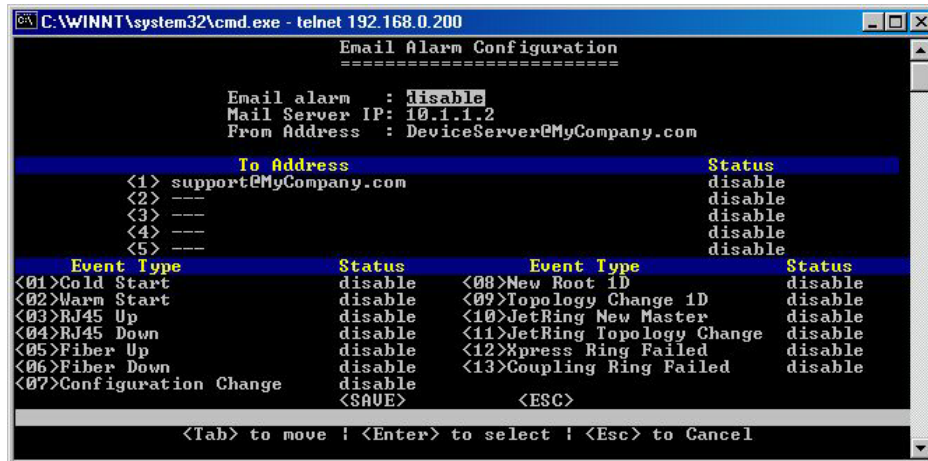 C:\WINNT\system32\cmd.exe - telnet 192.168.0.200
Email Alarm Configuration
=========================
Email alarm : disable
Mail Server IP: 10.1.1.2
From Address : DeviceServer@MyCompany.com
To Address Status
<1> support@MyCompany.com disable
<2> --- disable
<3> --- disable
<4> --- disable
<5> --- disable
Event Type Status Event Type Status
<01>Cold Start disable <08>New Root 1D disable
<02>Warm Start disable <09>Topology Change 1D disable
<03>RJ45 Up disable <10>JetRing New Master disable
<04>RJ45 Down disable <11>JetRing Topology Change disable
<05>Fiber Up disable <12>Xpress Ring Failed disable
<06>Fiber Down disable <13>Coupling Ring Failed disable
<07>Configuration Change disable
<SAVE> <ESC>
<Tab> to move | <Enter> to select | <Esc> to Cancel